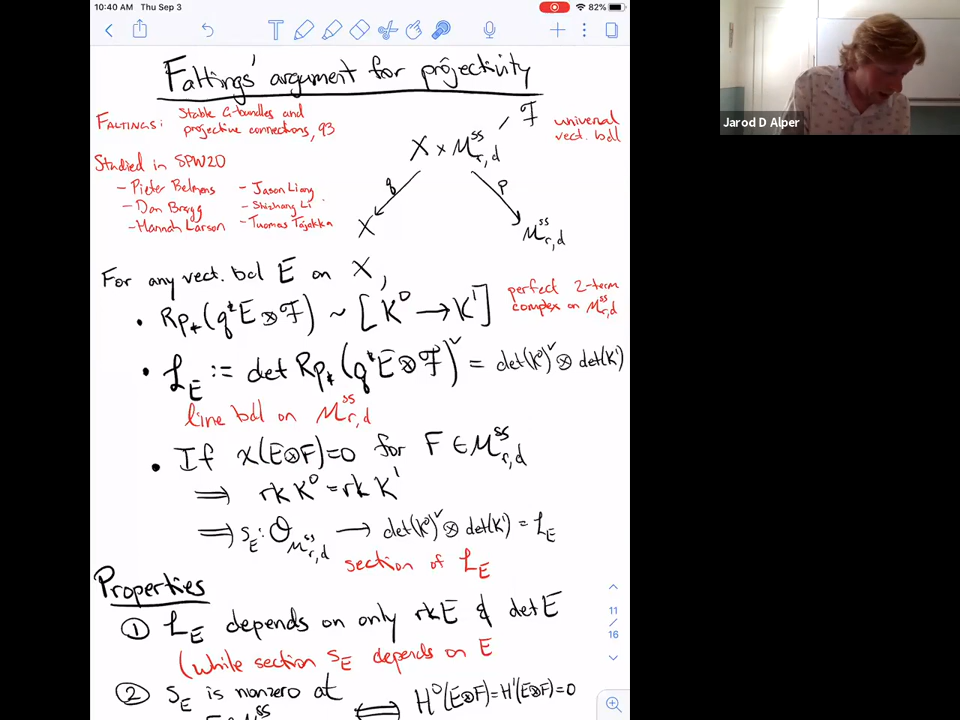 10:40 AM Thu Sep 3
82%
Faltings' argument for projectivity
FALTINGS: Stable G-bundles and
projective connections, 93
Studied in SPW20
- Pieter Belmans
- Jason Liang
- Dan Bragg
- Shizhang Li
- Hannah Larson
- Tuomas Tajakka
F
universal
vect. bdl
X × M^ss_r,d
q
p
X
M^ss_r,d
For any vect. bdl E on X,
• Rp_*(q^*E ⊗ F) ~ [K^0 → K^1]
perfect 2-term
complex on M^ss_r,d
• L_E := det Rp_*(q^*E ⊗ F)^∨ = det(K^0)^∨ ⊗ det(K^1)
line bdl on M^ss_r,d
• If χ(E⊗F)=0 for F ∈ M^ss_r,d
⟹ rk K^0 = rk K^1
⟹ s_E: O_M^ss_r,d → det(K^0)^∨ ⊗ det(K^1) = L_E
section of L_E
Properties
① L_E depends on only rk E & det E
(while section s_E depends on E
② s_E is nonzero at
⟺ H^0(E⊗F)=H^1(E⊗F)=0
11
/
16
Jarod D Alper